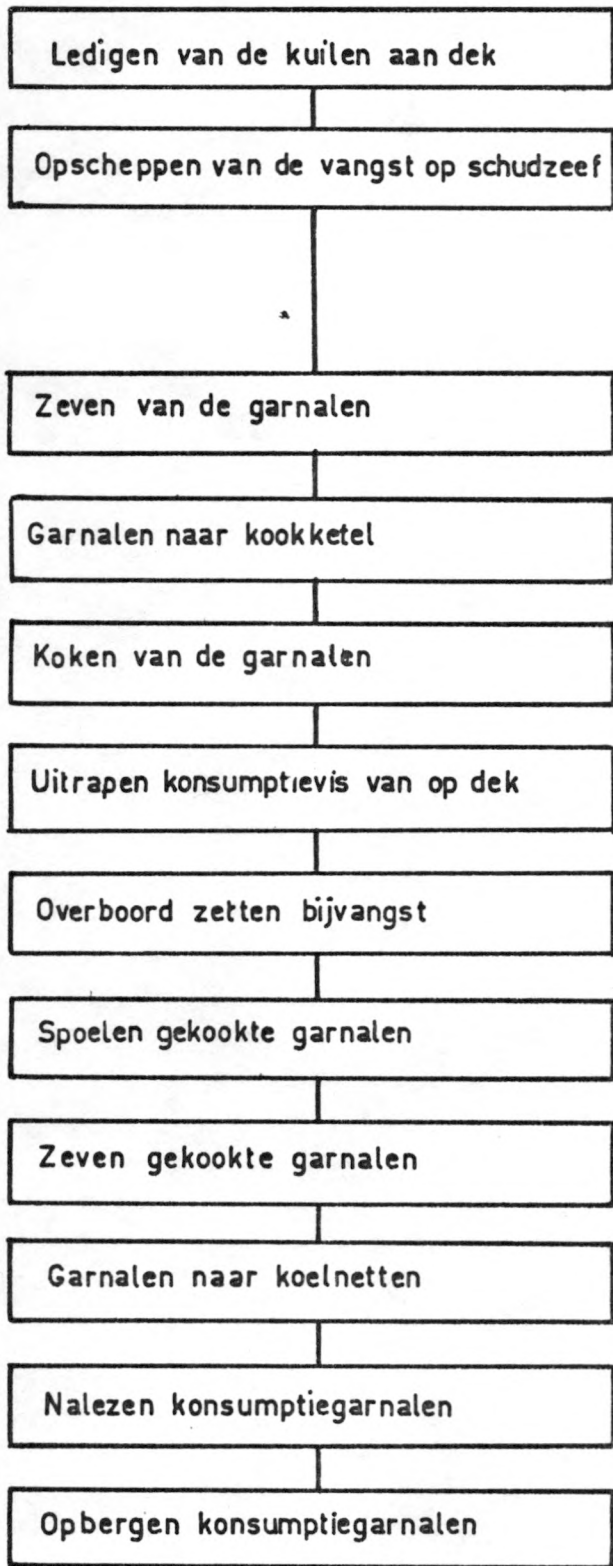 Ledigen van de kuilen aan dek
Opscheppen van de vangst op schudzeef
Zeven van de garnalen
Garnalen naar kookketel
Koken van de garnalen
Uitrapen konsumptievis van op dek
Overboord zetten bijvangst
Spoelen gekookte garnalen
Zeven gekookte garnalen
Garnalen naar koelnetten
Nalezen konsumptiegarnalen
Opbergen konsumptiegarnalen